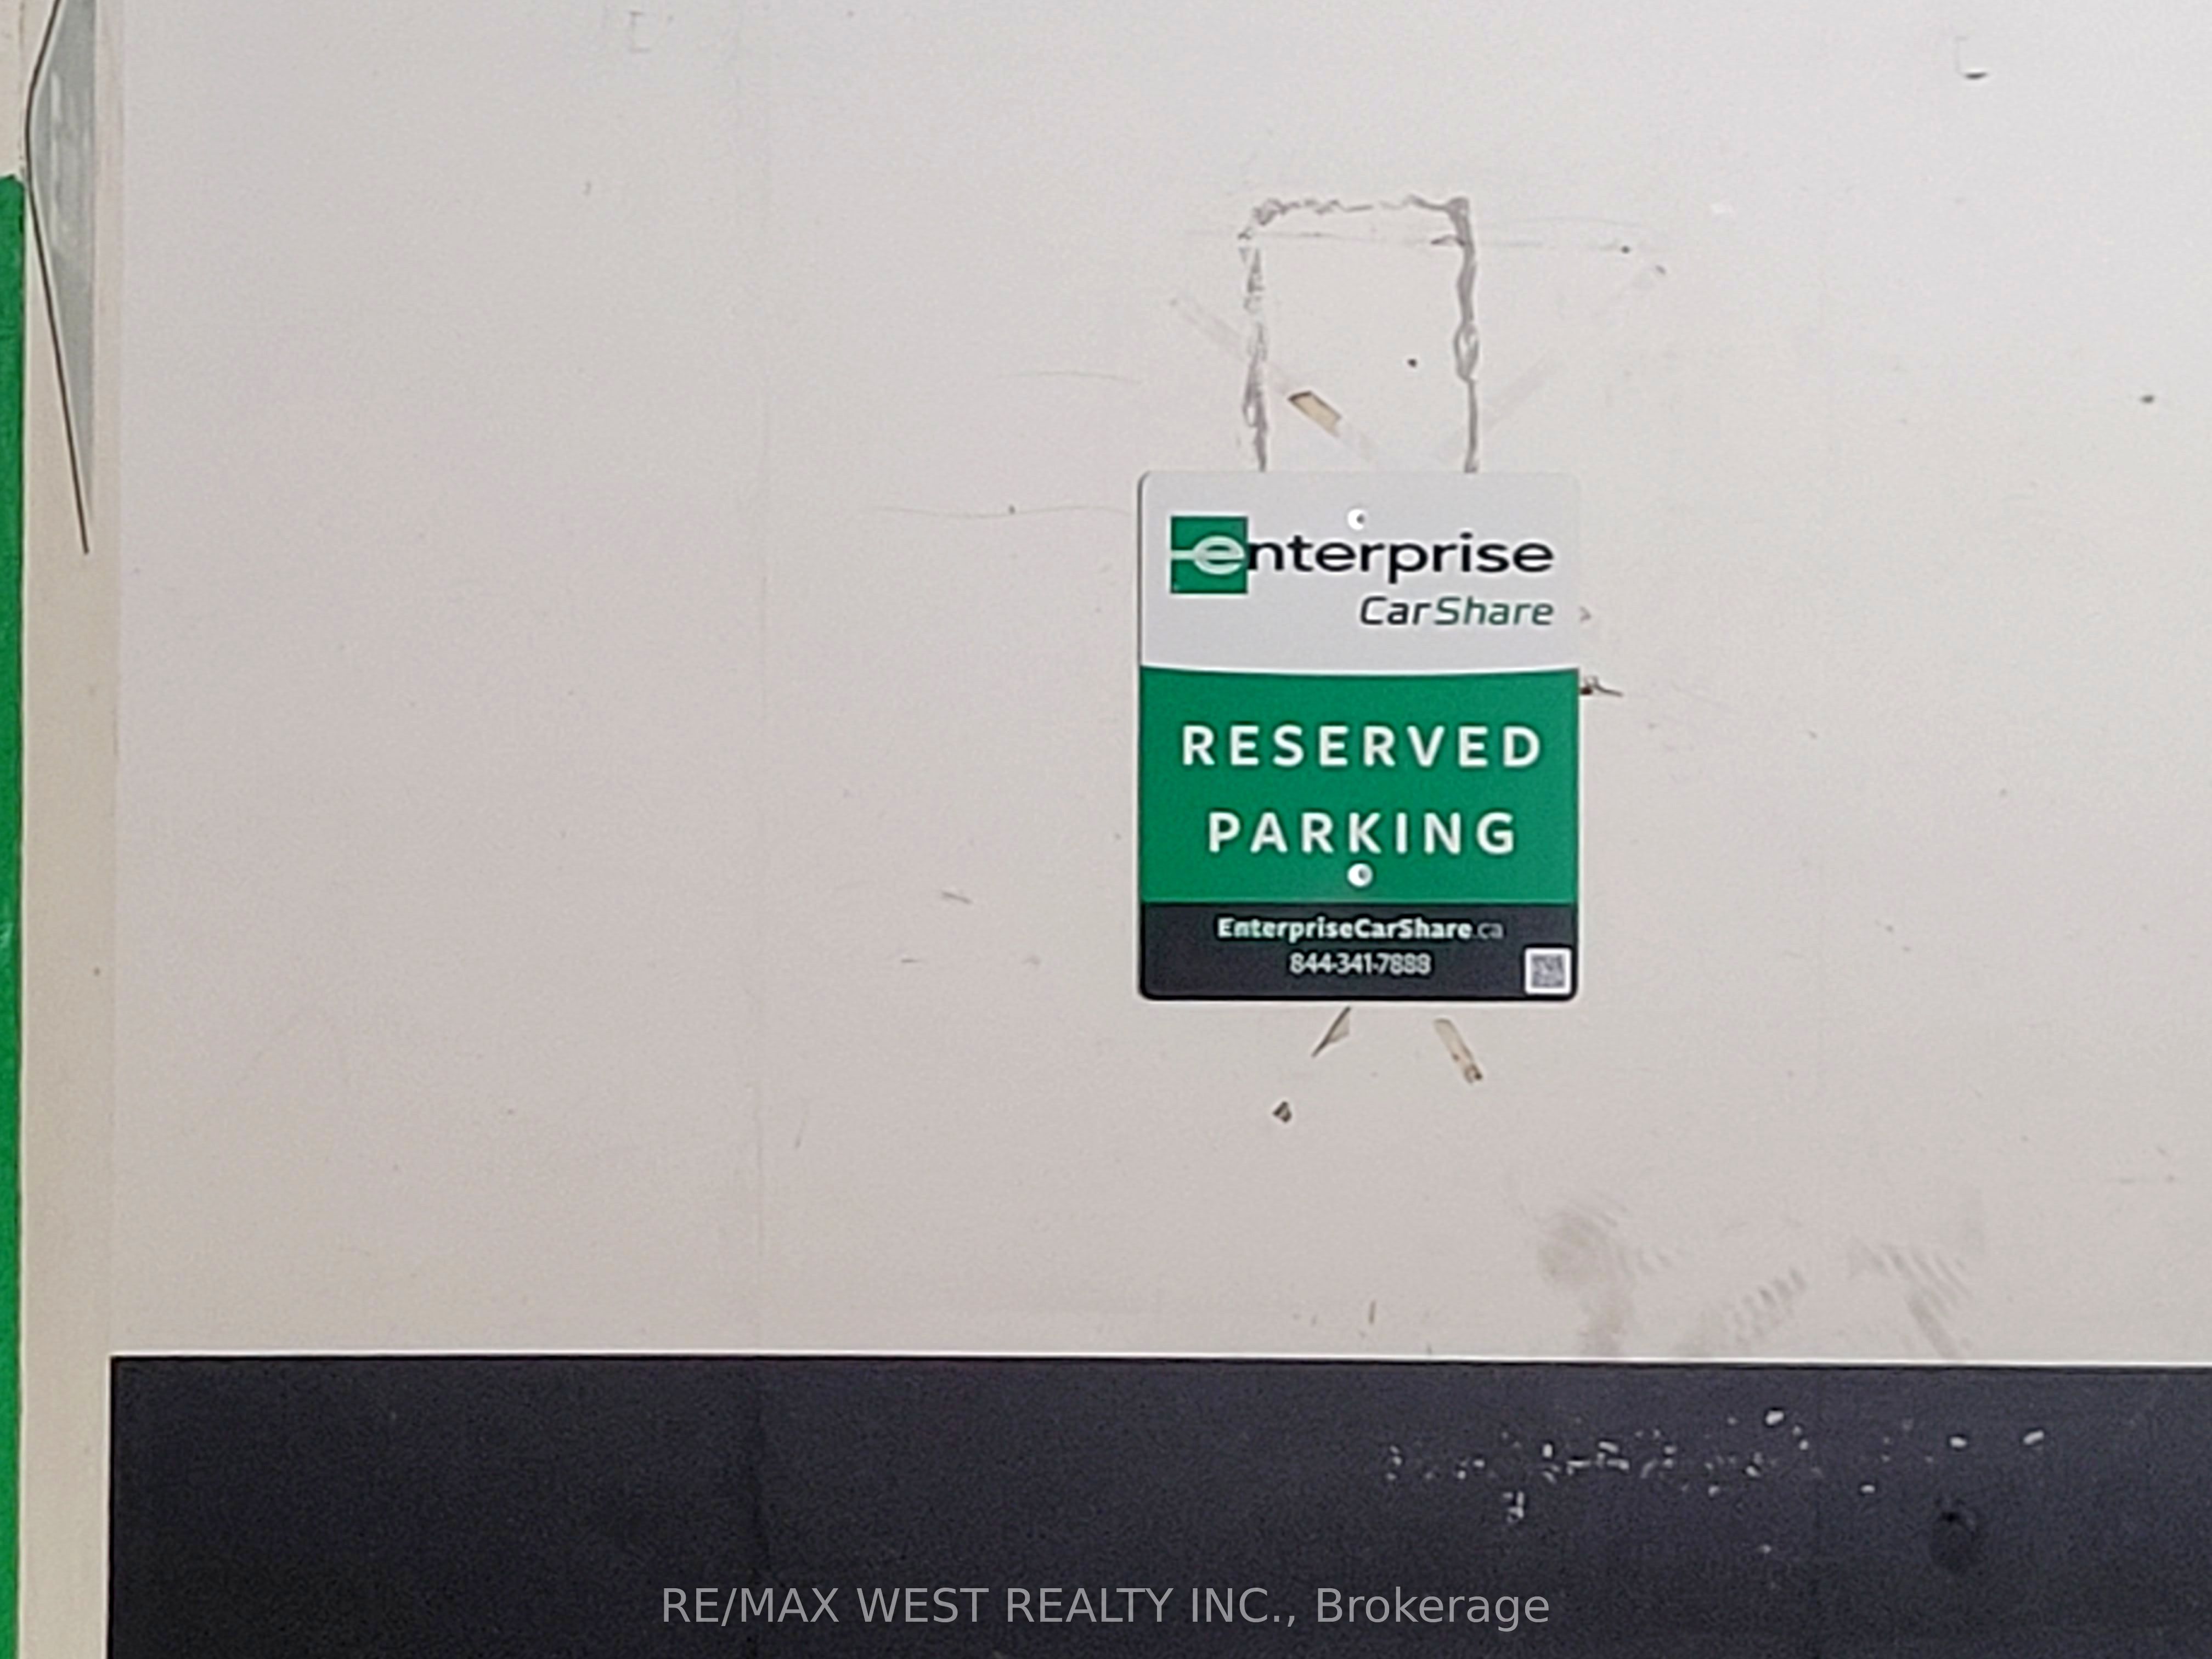 enterprise
CarShare
RESERVED
PARKING
EnterpriseCarShare.ca
844-341-7888
RE/MAX WEST REALTY INC., Brokerage